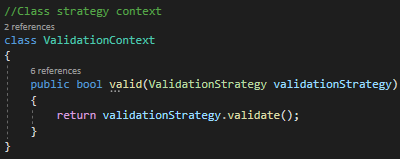 //Class strategy context
2 references
class ValidationContext
{
6 references
public bool valid(ValidationStrategy validationStrategy)
{
return validationStrategy.validate();
}
}